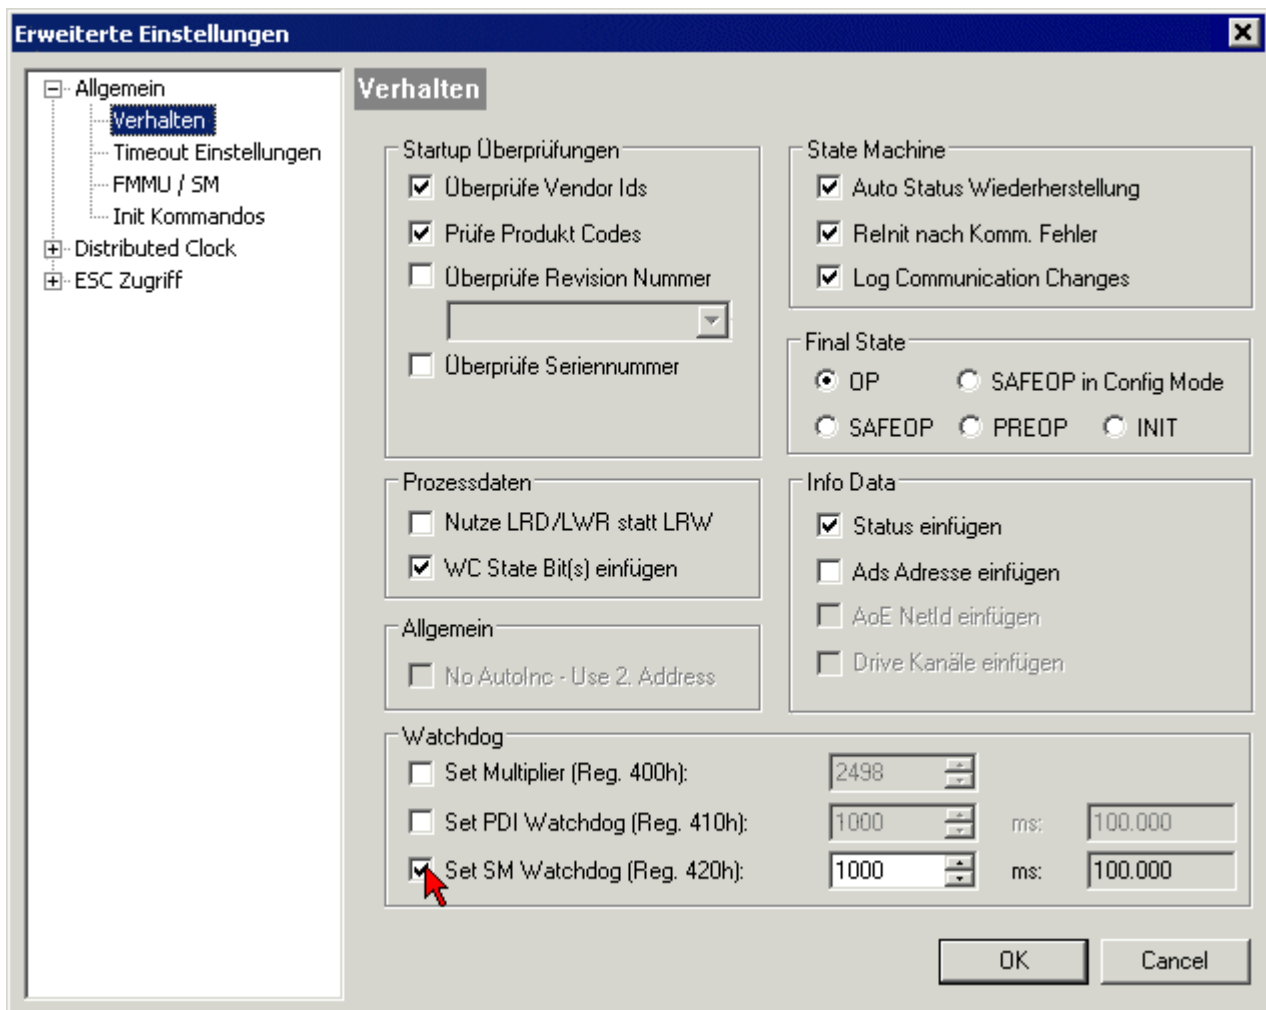 Erweiterte Einstellungen
Allgemein
Verhalten
Timeout Einstellungen
FMMU / SM
Init Kommandos
Distributed Clock
ESC Zugriff
Verhalten
Startup Überprüfungen
Überprüfe Vendor Ids
Prüfe Produkt Codes
Überprüfe Revision Nummer
Überprüfe Seriennummer
State Machine
Auto Status Wiederherstellung
ReInit nach Komm. Fehler
Log Communication Changes
Final State
OP SAFEOP in Config Mode
SAFEOP PREOP INIT
Prozessdaten
Nutze LRD/LWR statt LRW
WC State Bit(s) einfügen
Info Data
Status einfügen
Ads Adresse einfügen
AoE NetId einfügen
Drive Kanäle einfügen
Allgemein
No AutoInc - Use 2. Address
Watchdog
Set Multiplier (Reg. 400h): 2498
Set PDI Watchdog (Reg. 410h): 1000 ms: 100.000
Set SM Watchdog (Reg. 420h): 1000 ms: 100.000
OK Cancel